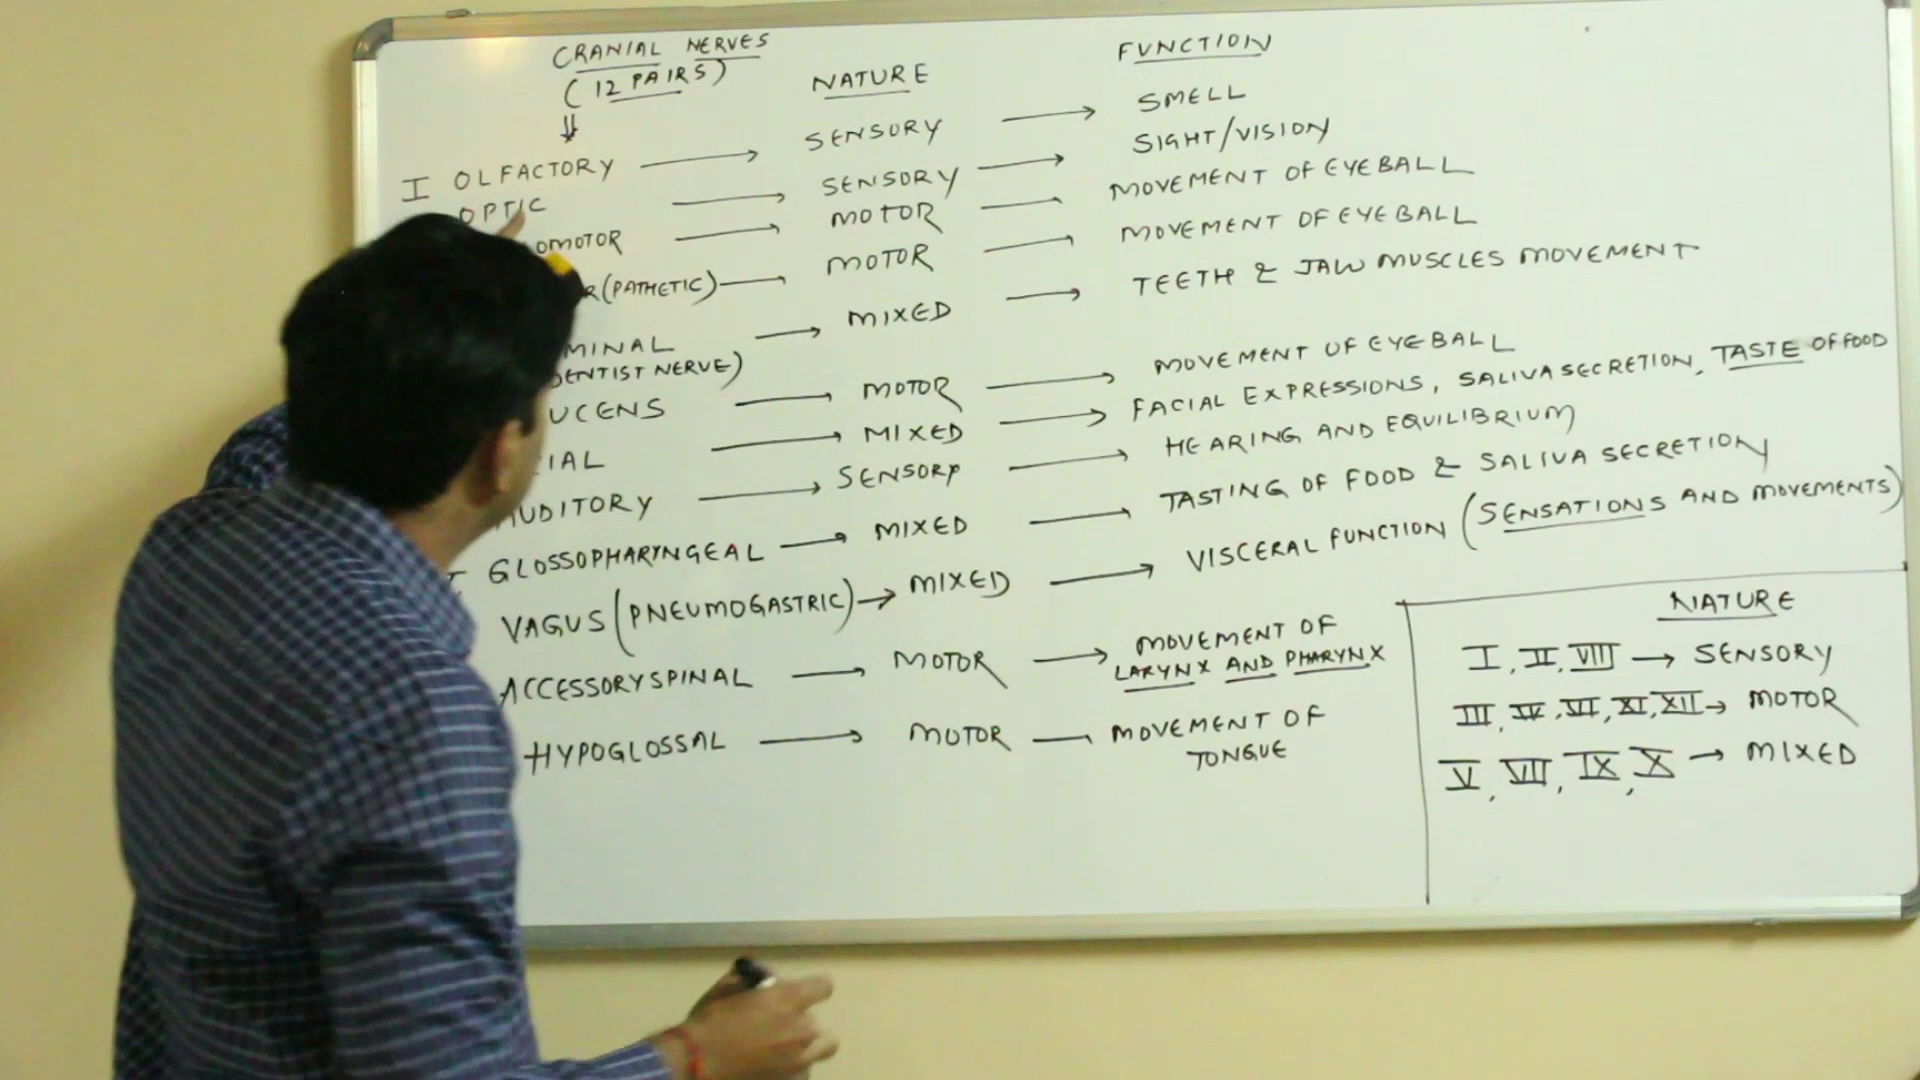 CRANIAL NERVES
(12 PAIRS)
NATURE
FUNCTION
I OLFACTORY → SENSORY → SMELL
OPTIC → SENSORY → SIGHT/VISION
OMOTOR → MOTOR → MOVEMENT OF EYEBALL
R (PATHETIC) → MOTOR → MOVEMENT OF EYEBALL
MINAL → MIXED → TEETH & JAW MUSCLES MOVEMENT
DENTIST NERVE)
UCENS → MOTOR → MOVEMENT OF EYEBALL
IAL → MIXED → FACIAL EXPRESSIONS, SALIVA SECRETION, TASTE OF FOOD
AUDITORY → SENSORY → HEARING AND EQUILIBRIUM
GLOSSOPHARYNGEAL → MIXED → TASTING OF FOOD & SALIVA SECRETION
VAGUS (PNEUMOGASTRIC) → MIXED → VISCERAL FUNCTION (SENSATIONS AND MOVEMENTS)
ACCESSORY SPINAL → MOTOR → MOVEMENT OF
LARYNX AND PHARYNX
HYPOGLOSSAL → MOTOR — MOVEMENT OF
TONGUE
NATURE
I, II, VIII → SENSORY
III, IV, VI, XI, XII → MOTOR
V, VII, IX, X → MIXED